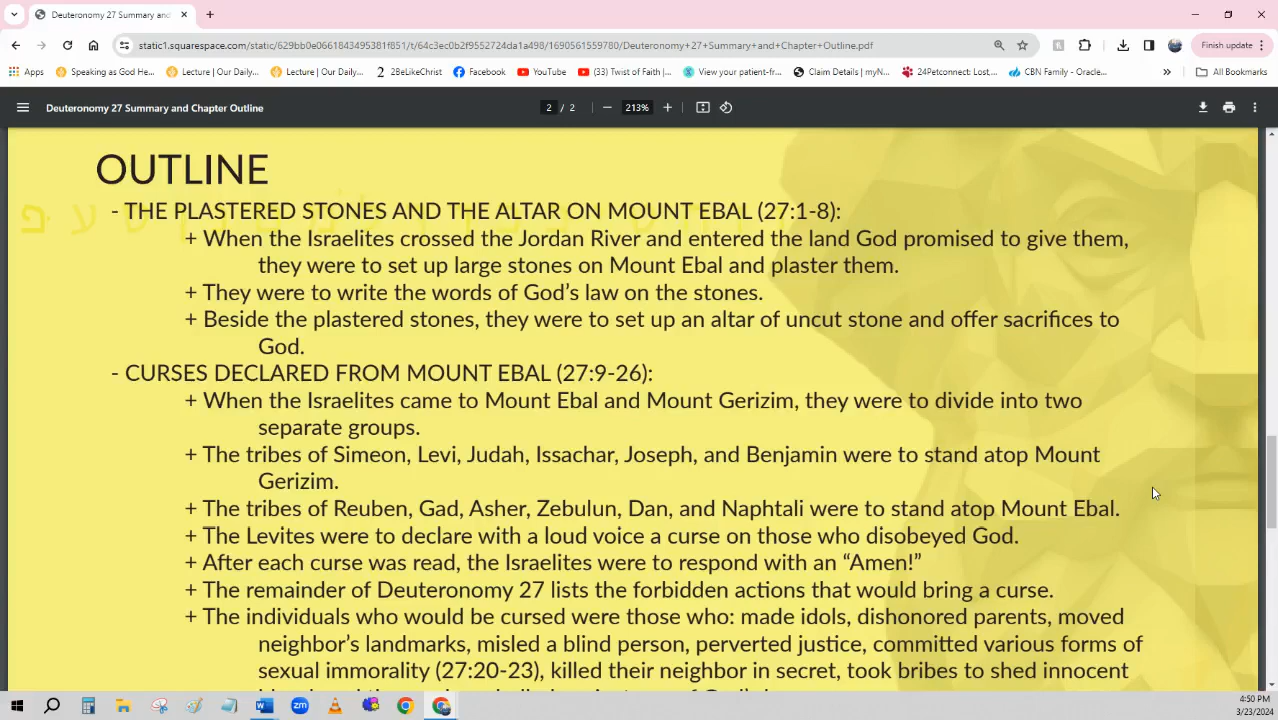 Deuteronomy 27 Summary and Ch
static1.squarespace.com/static/629bb0e0661843495381f851/t/64c3ec0b2f9552724da1a498/1690561559780/Deuteronomy+27+Summary+and+Chapter+Outline.pdf
Finish update
Apps Speaking as God He... Lecture | Our Daily... Lecture | Our Daily... 2 2BeLikeChrist Facebook YouTube (33) Twist of Faith |... View your patient-fr... Claim Details | myN... 24Petconnect: Lost,... CBN Family - Oracle... » All Bookmarks
Deuteronomy 27 Summary and Chapter Outline 2 / 2 213%
OUTLINE
- THE PLASTERED STONES AND THE ALTAR ON MOUNT EBAL (27:1-8):
+ When the Israelites crossed the Jordan River and entered the land God promised to give them,
they were to set up large stones on Mount Ebal and plaster them.
+ They were to write the words of God’s law on the stones.
+ Beside the plastered stones, they were to set up an altar of uncut stone and offer sacrifices to
God.
- CURSES DECLARED FROM MOUNT EBAL (27:9-26):
+ When the Israelites came to Mount Ebal and Mount Gerizim, they were to divide into two
separate groups.
+ The tribes of Simeon, Levi, Judah, Issachar, Joseph, and Benjamin were to stand atop Mount
Gerizim.
+ The tribes of Reuben, Gad, Asher, Zebulun, Dan, and Naphtali were to stand atop Mount Ebal.
+ The Levites were to declare with a loud voice a curse on those who disobeyed God.
+ After each curse was read, the Israelites were to respond with an “Amen!”
+ The remainder of Deuteronomy 27 lists the forbidden actions that would bring a curse.
+ The individuals who would be cursed were those who: made idols, dishonored parents, moved
neighbor’s landmarks, misled a blind person, perverted justice, committed various forms of
sexual immorality (27:20-23), killed their neighbor in secret, took bribes to shed innocent
4:50 PM
3/23/2024